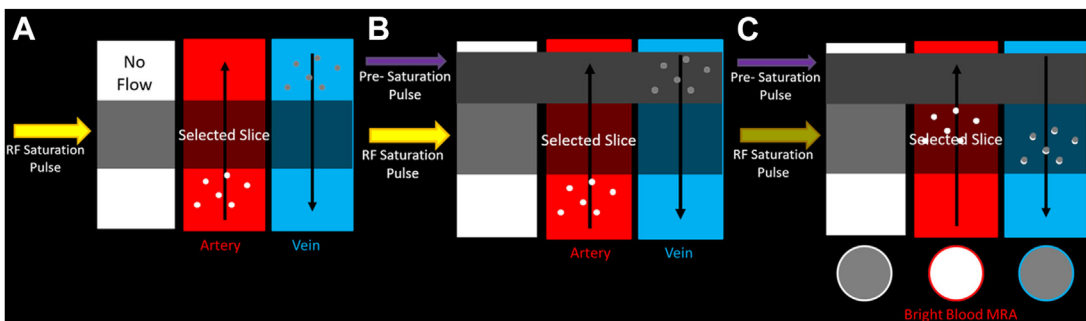 A
No
Flow
Selected Slice
RF Saturation
Pulse
Artery
Vein
B
Pre- Saturation
Pulse
Selected Slice
RF Saturation
Pulse
Artery
Vein
C
Pre- Saturation
Pulse
Selected Slice
RF Saturation
Pulse
Bright Blood MRA